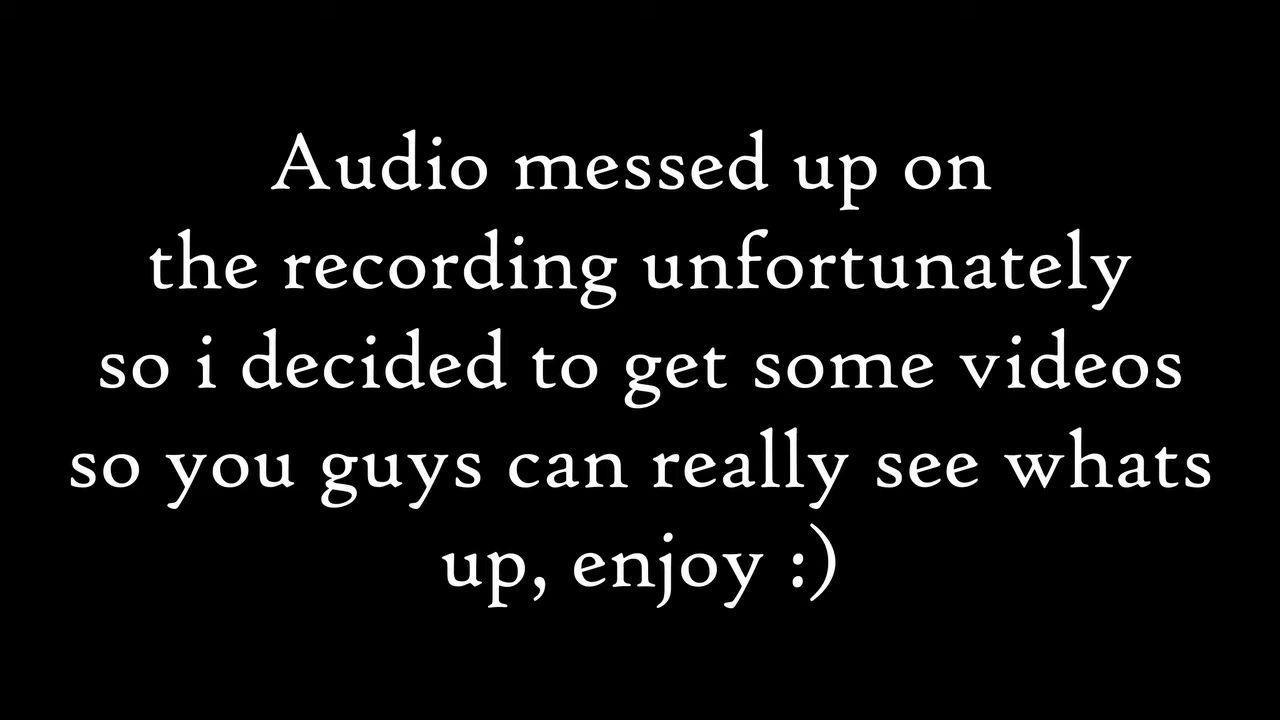 Audio messed up on
the recording unfortunately
so i decided to get some videos
so you guys can really see whats
up, enjoy :)